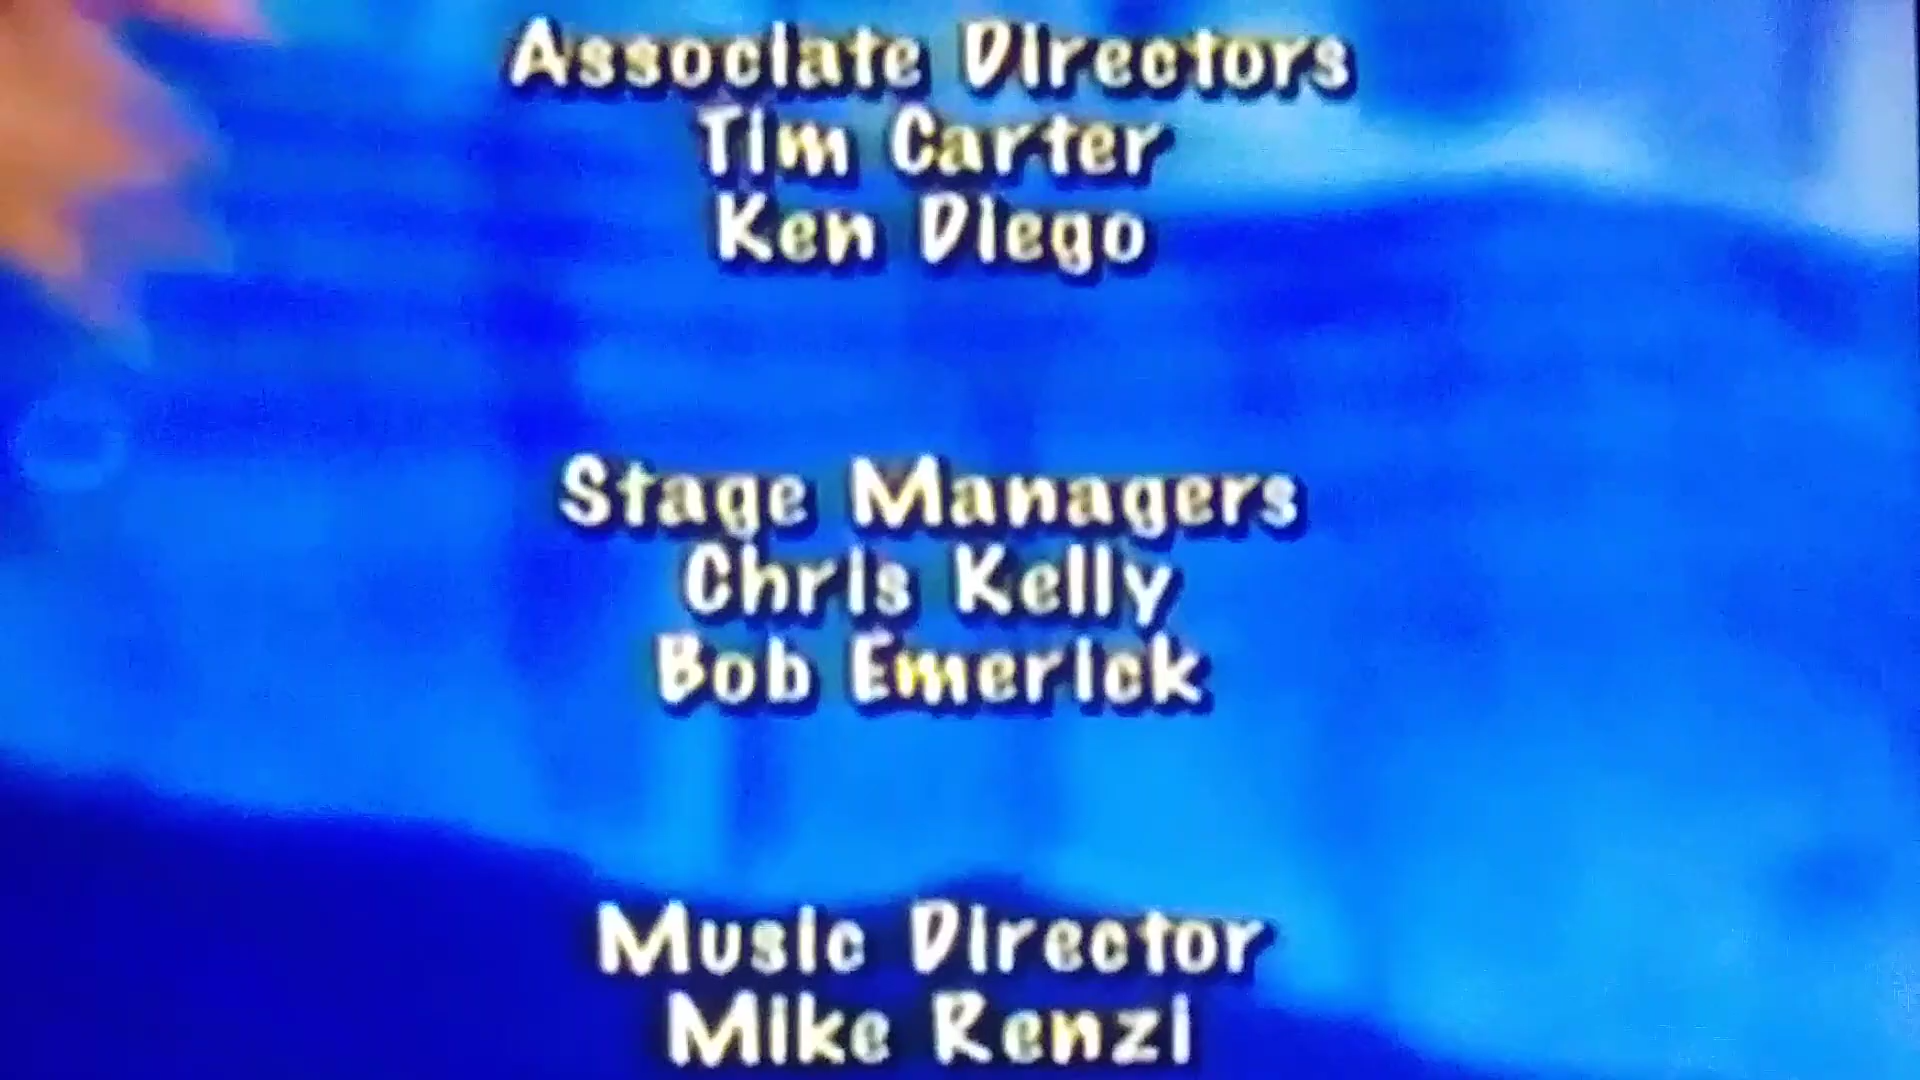 Associate Directors
Tim Carter
Ken Diego
Stage Managers
Chris Kelly
Bob Emerick
Music Director
Mike Renzi